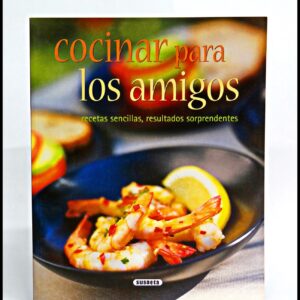 cocinar para
los amigos
recetas sencillas, resultados sorprendentes
susaeta